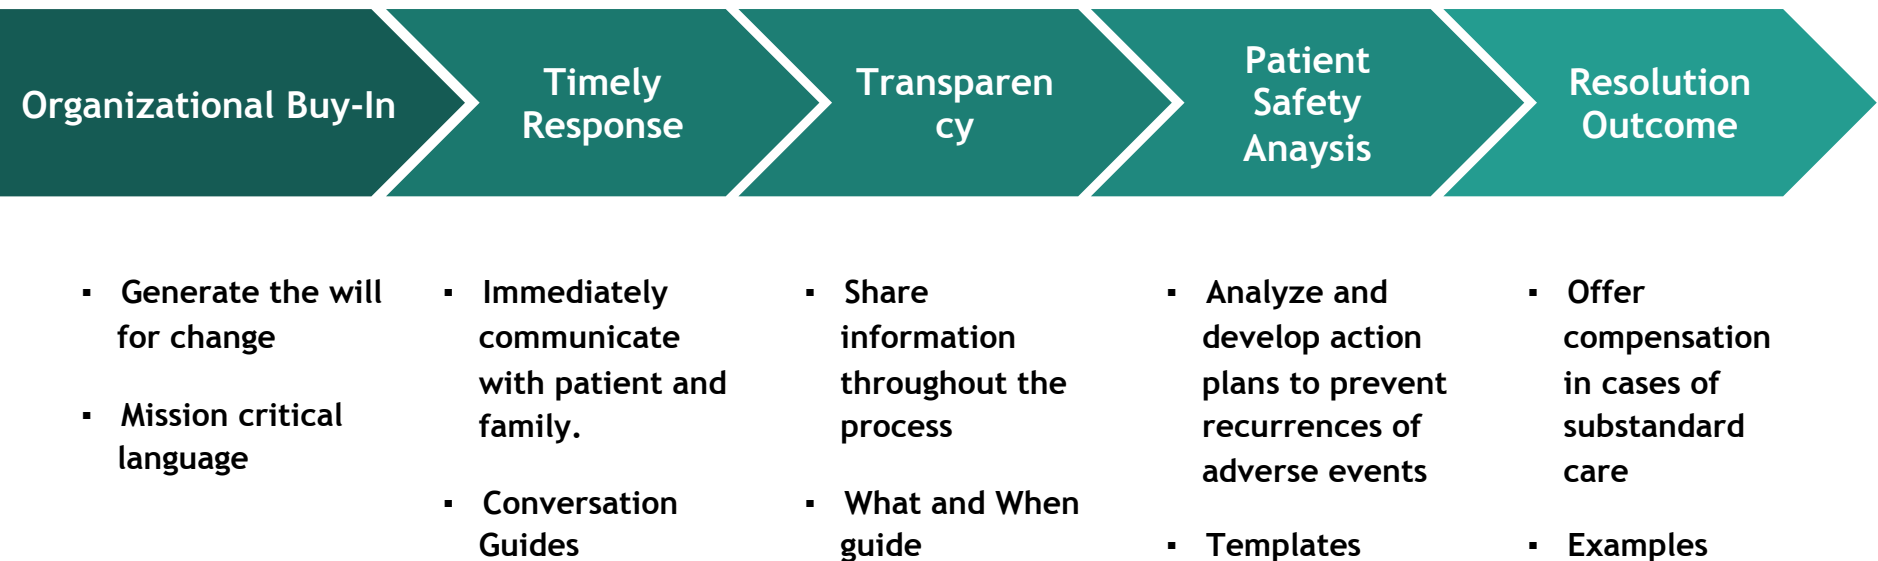 Organizational Buy-In
Timely
Response
Transparen
cy
Patient
Safety
Anaysis
Resolution
Outcome
▪ Generate the will
for change
▪ Mission critical
language
▪ Immediately
communicate
with patient and
family.
▪ Conversation
Guides
▪ Share
information
throughout the
process
▪ What and When
guide
▪ Analyze and
develop action
plans to prevent
recurrences of
adverse events
▪ Templates
▪ Offer
compensation
in cases of
substandard
care
▪ Examples